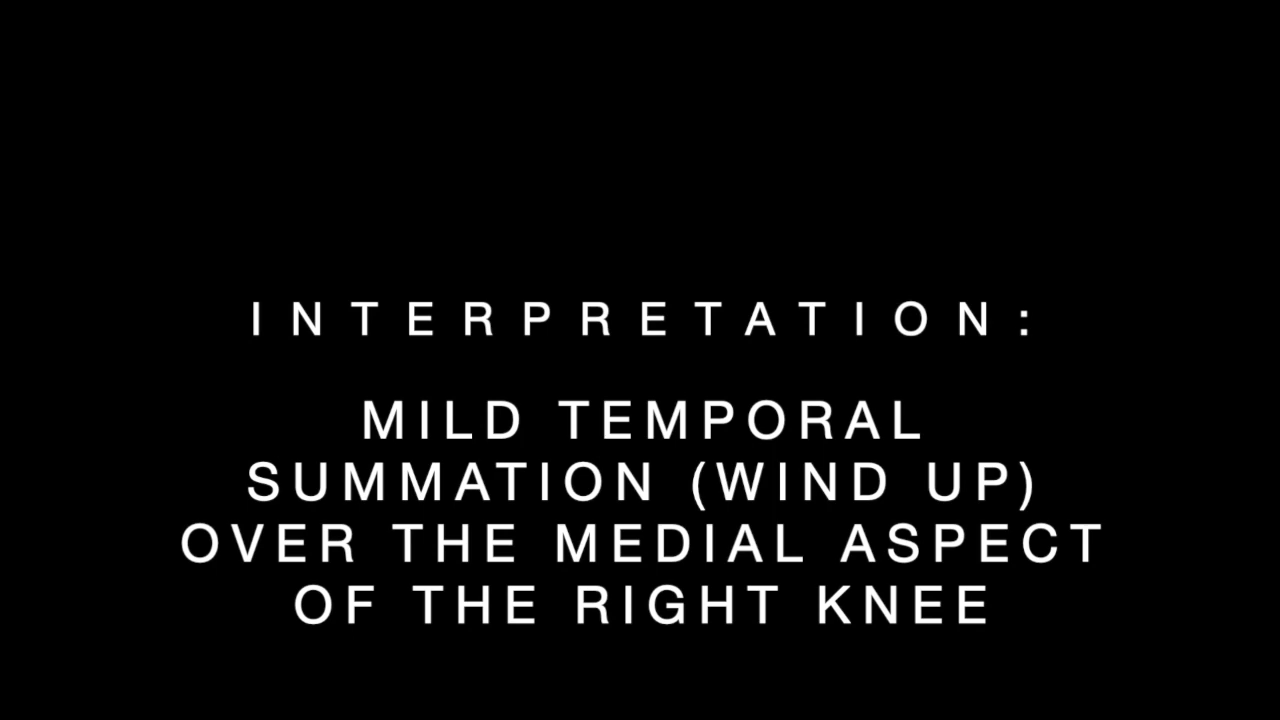 INTERPRETATION:
MILD TEMPORAL
SUMMATION (WIND UP)
OVER THE MEDIAL ASPECT
OF THE RIGHT KNEE